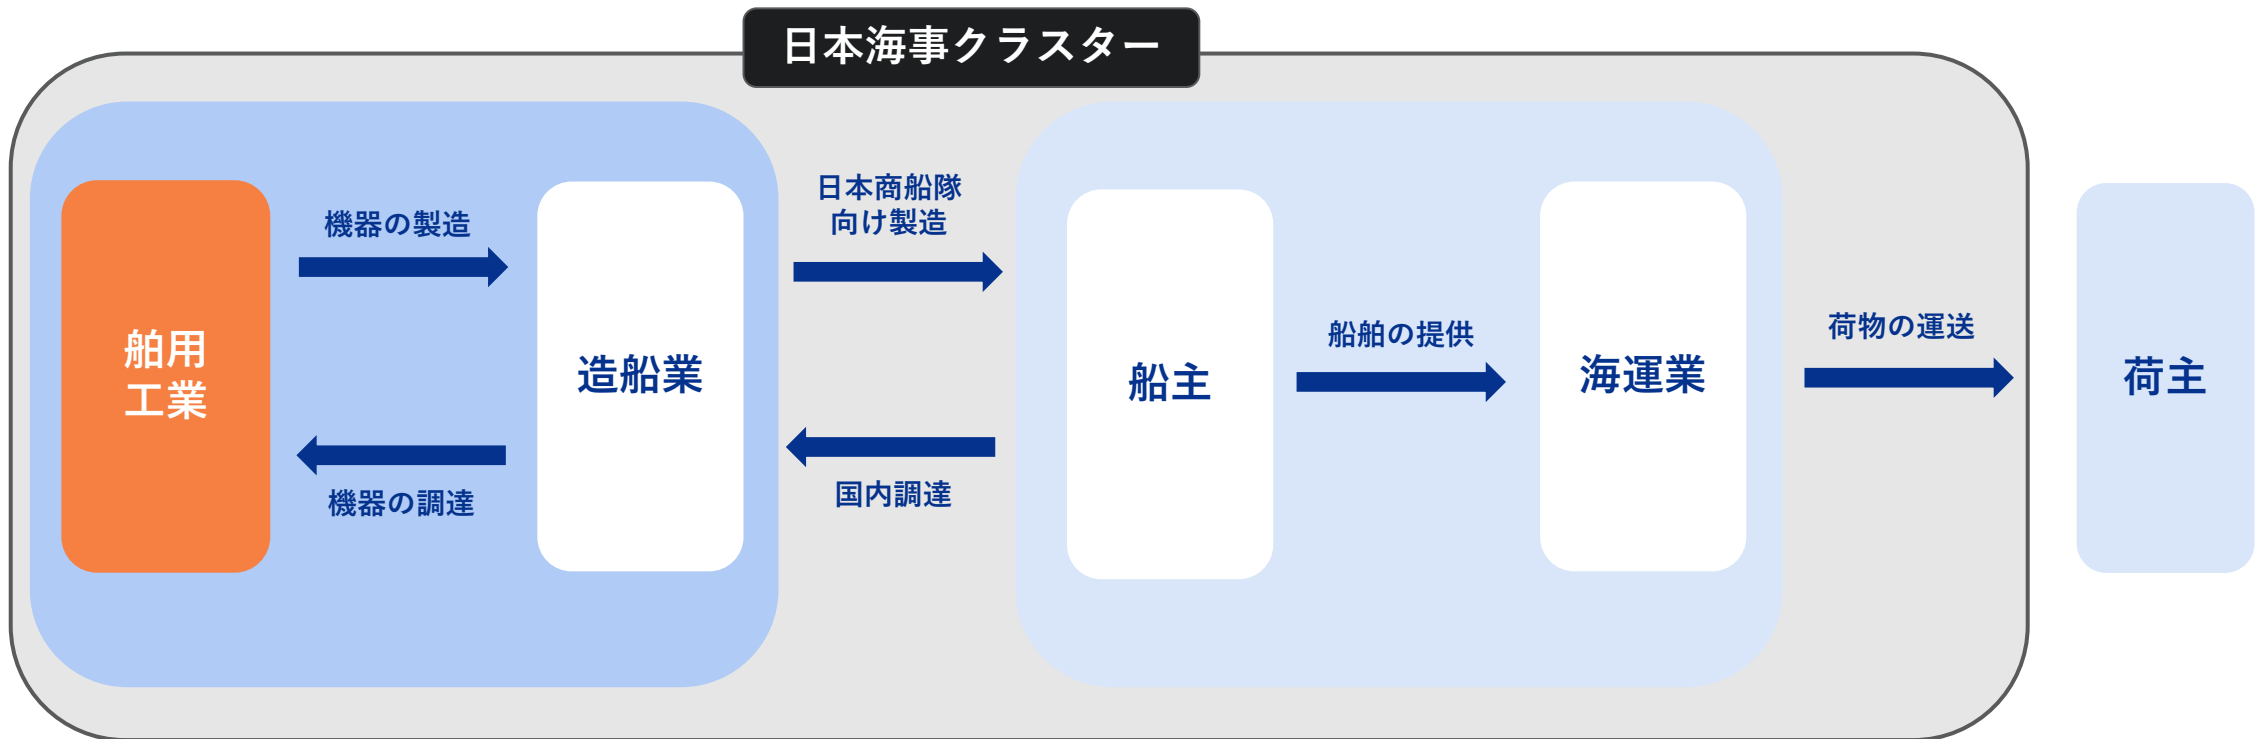 日本海事クラスター
舶用
工業
機器の製造
機器の調達
造船業
日本商船隊
向け製造
国内調達
船主
船舶の提供
海運業
荷物の運送
荷主